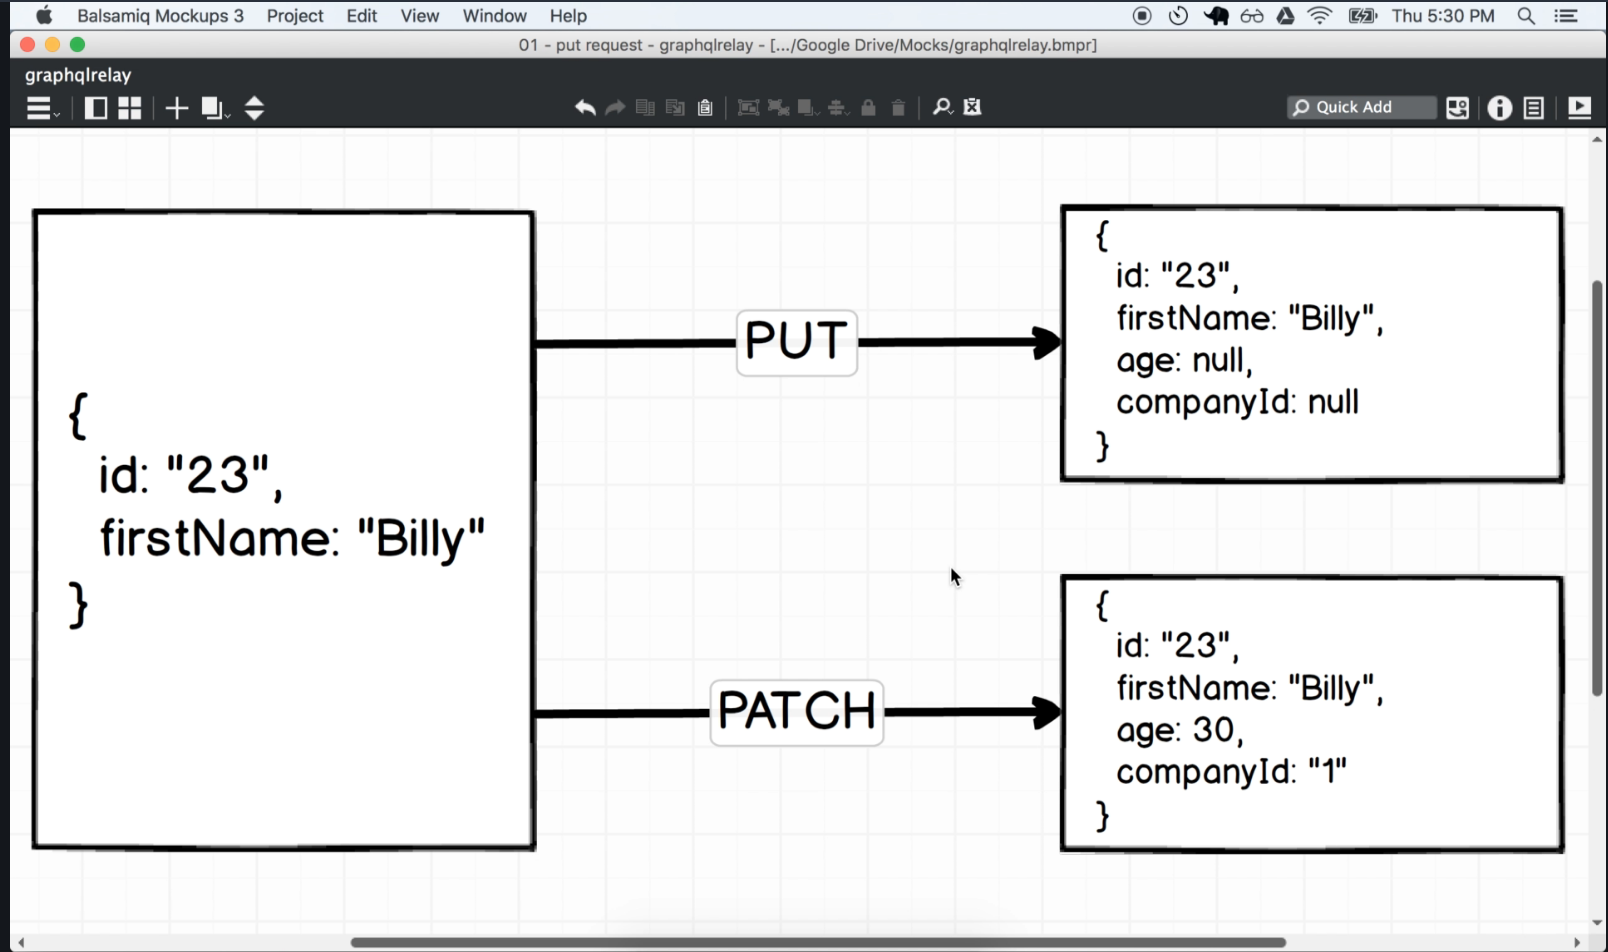 Balsamiq Mockups 3 Project Edit View Window Help Thu 5:30 PM
01 - put request - graphqlrelay - [.../Google Drive/Mocks/graphqlrelay.bmpr]
graphqlrelay
Quick Add
{
id: "23",
firstName: "Billy"
}
PUT
{
id: "23",
firstName: "Billy",
age: null,
companyId: null
}
PATCH
{
id: "23",
firstName: "Billy",
age: 30,
companyId: "1"
}